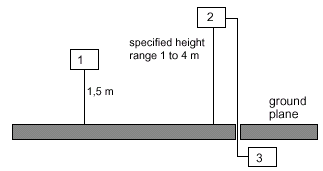 2
specified height
range 1 to 4 m
1
1,5 m
ground
plane
3